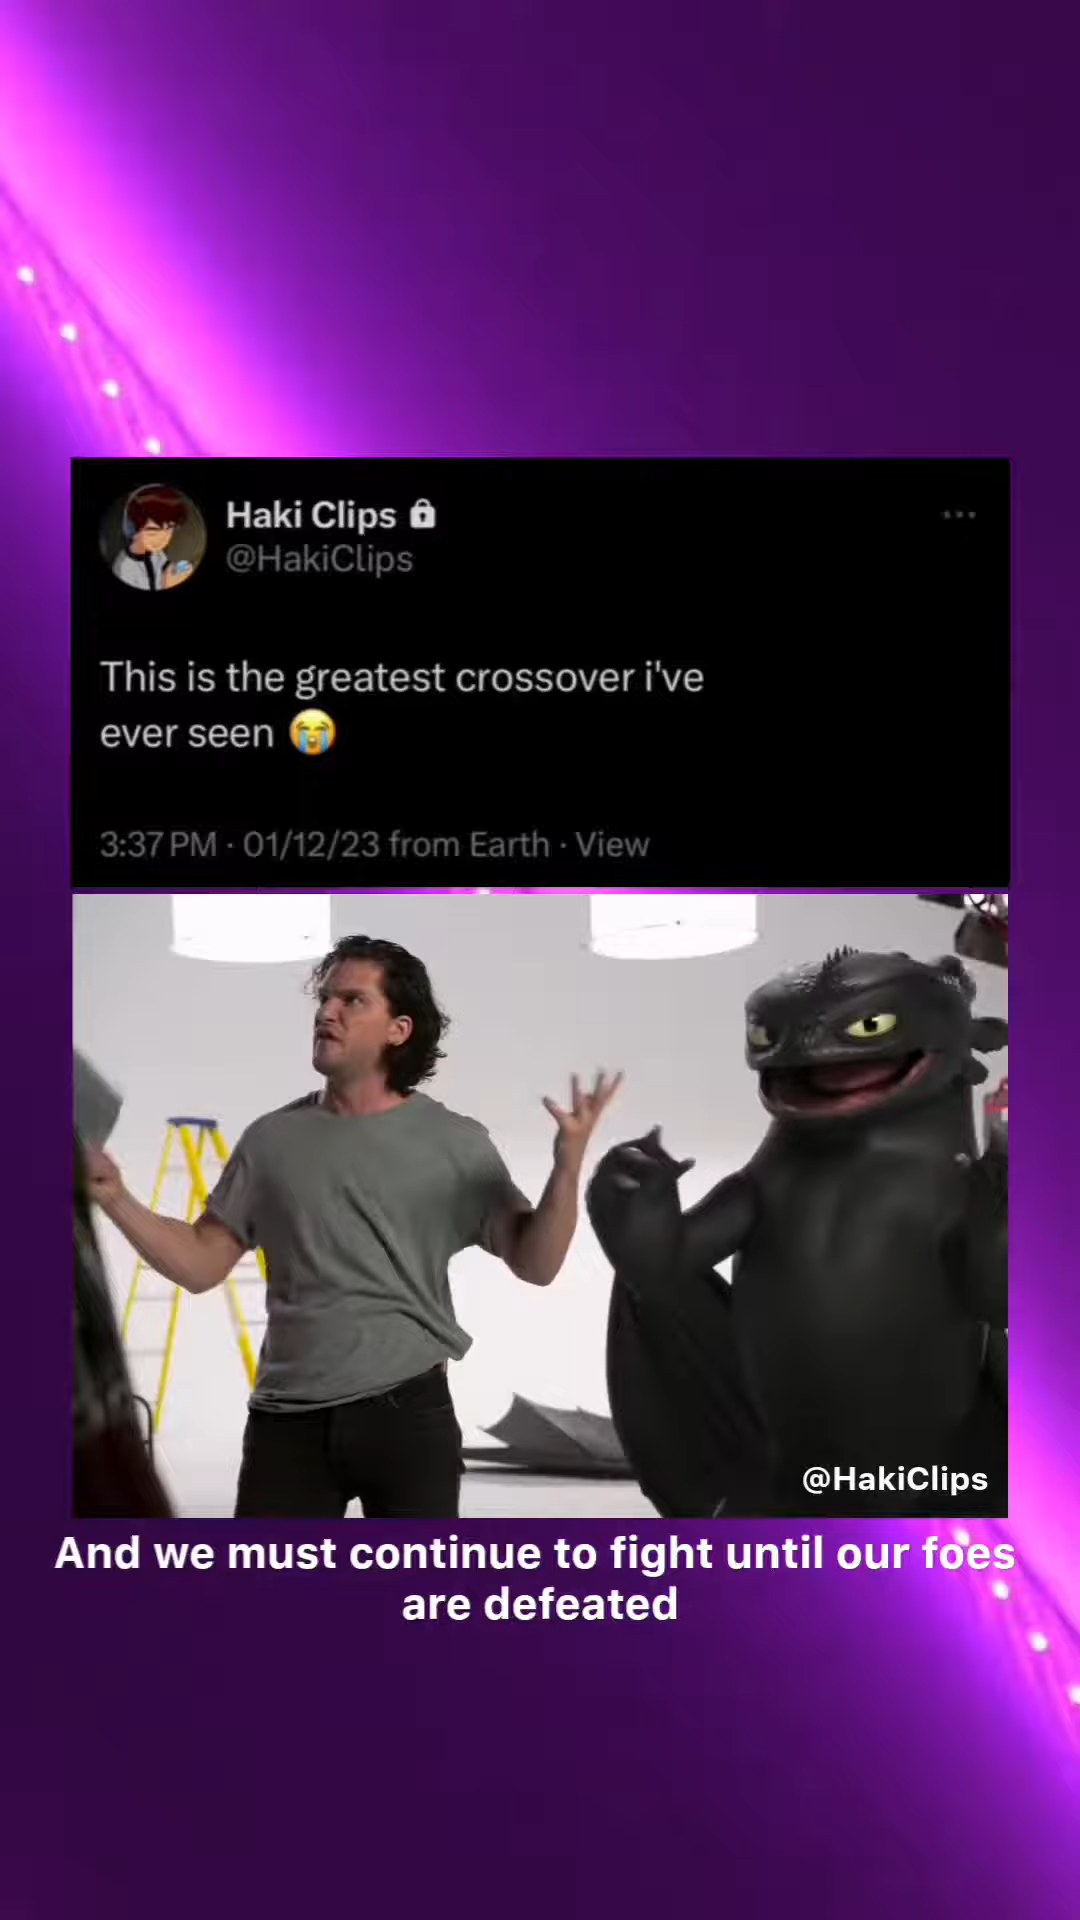 Haki Clips
@HakiClips
This is the greatest crossover i've
ever seen 😭
3:37 PM · 01/12/23 from Earth · View
@HakiClips
And we must continue to fight until our foes
are defeated